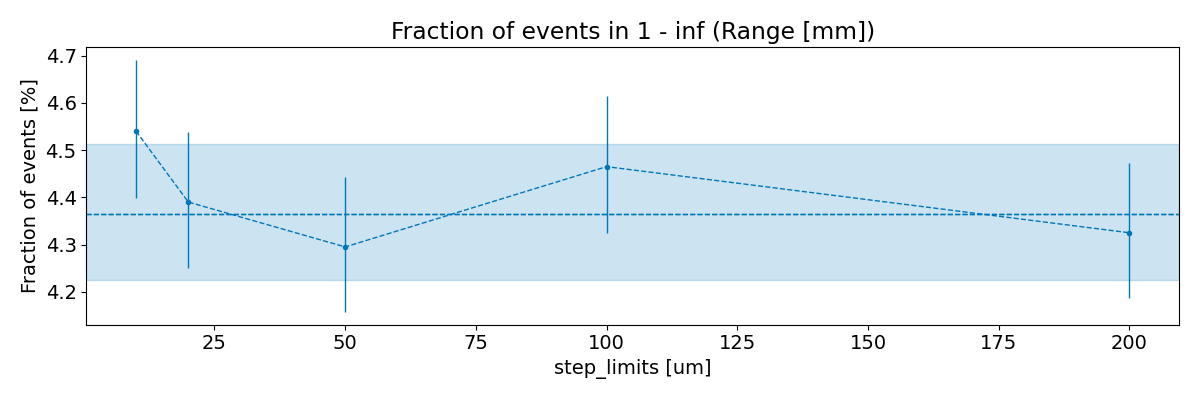 Fraction of events in 1 - inf (Range [mm])
Fraction of events [%]
4.7
4.6
4.5
4.4
4.3
4.2
25 50 75 100 125 150 175 200
step_limits [um]